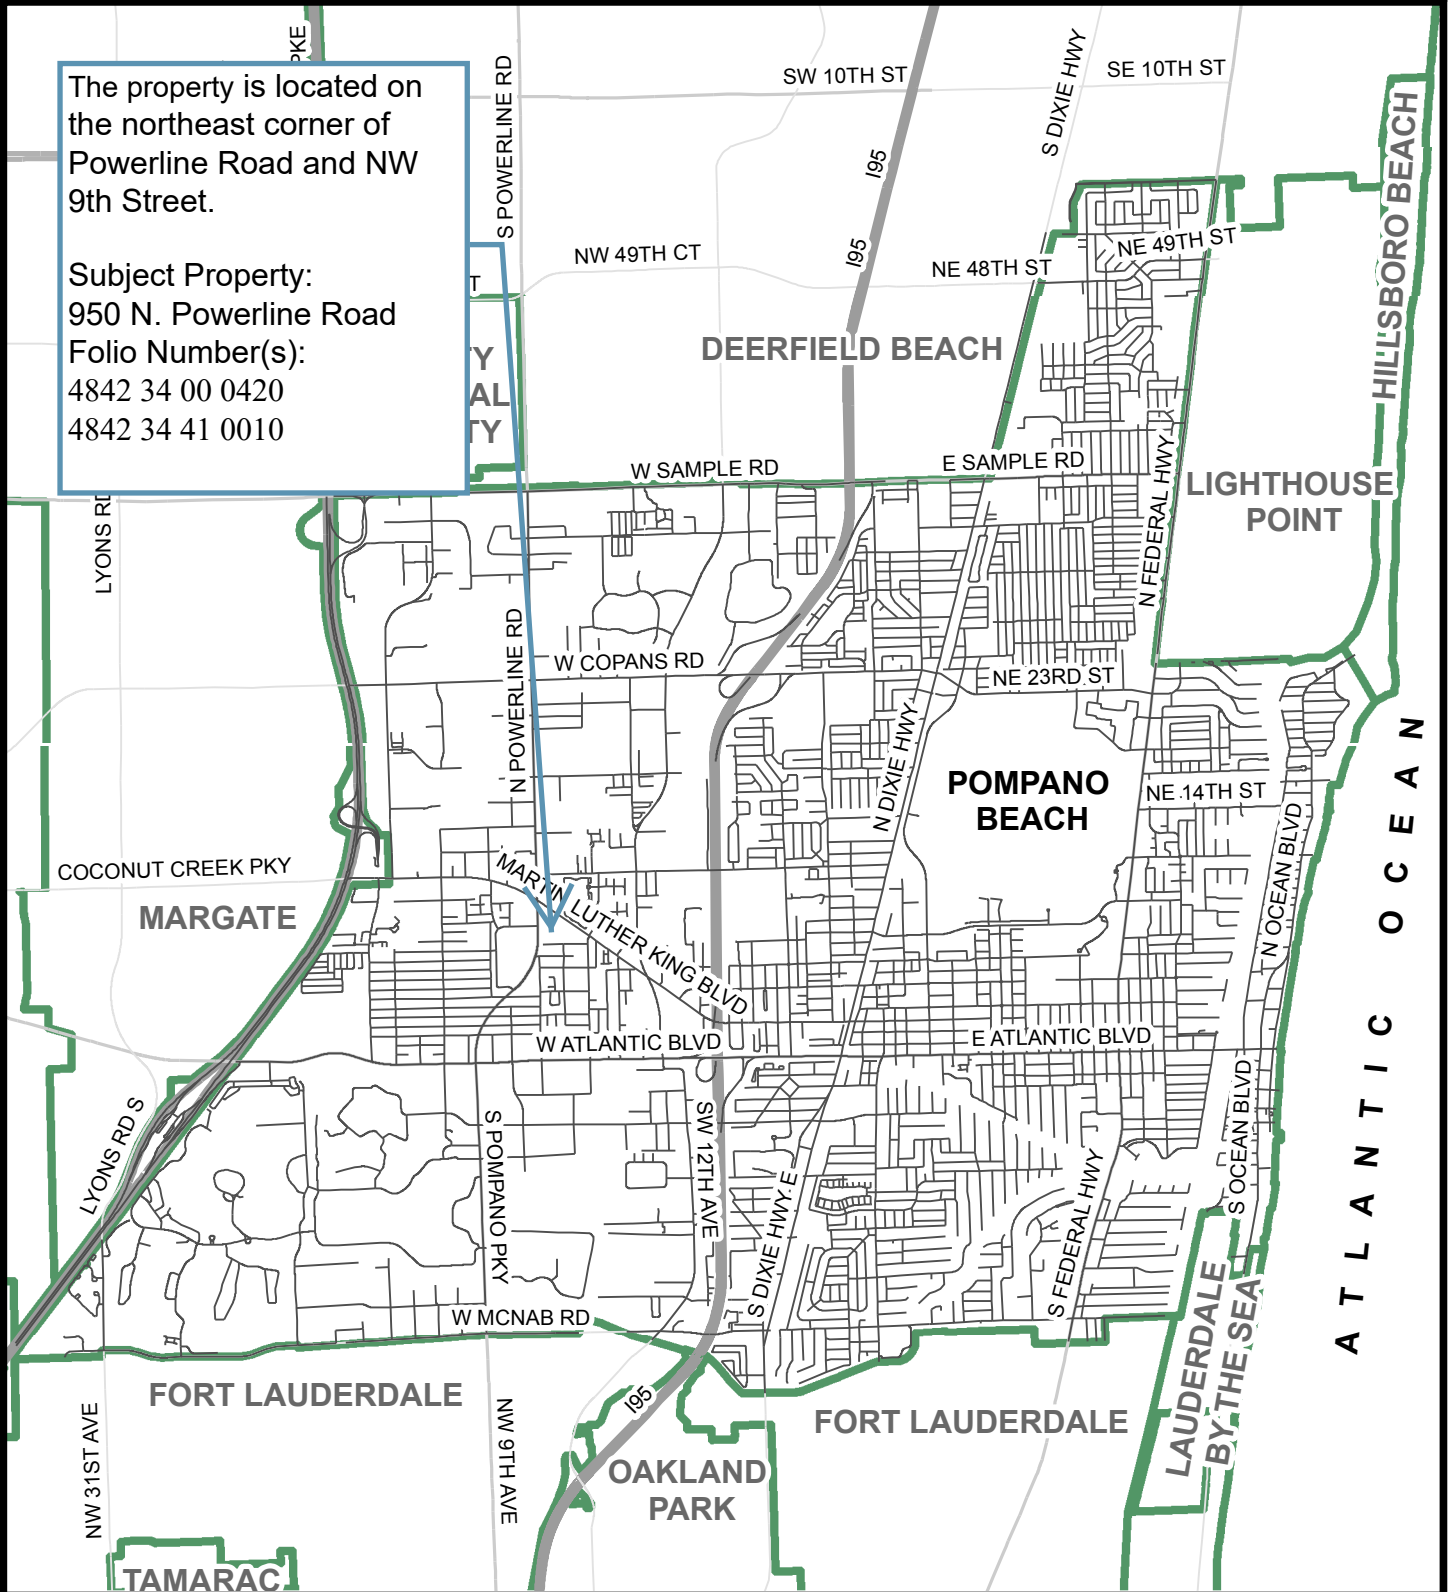 PKE
The property is located on
the northeast corner of
Powerline Road and NW
9th Street.
Subject Property:
950 N. Powerline Road
Folio Number(s):
4842 34 00 0420
4842 34 41 0010
S POWERLINE RD
SW 10TH ST
SE 10TH ST
S DIXIE HWY
I95
I95
HILLSBORO BEACH
NW 49TH CT
NE 48TH ST
NE 49TH ST
T
TY
AL
TY
DEERFIELD BEACH
W SAMPLE RD
E SAMPLE RD
N FEDERAL HWY
LIGHTHOUSE
POINT
LYONS RD
N POWERLINE RD
W COPANS RD
NE 23RD ST
N DIXIE HWY
POMPANO
BEACH
NE 14TH ST
N OCEAN BLVD
ATLANTIC OCEAN
COCONUT CREEK PKY
MARTIN LUTHER KING BLVD
MARGATE
W ATLANTIC BLVD
E ATLANTIC BLVD
LYONS RD S
S POMPANO PKY
SW 12TH AVE
S DIXIE HWY E
S FEDERAL HWY
S OCEAN BLVD
W MCNAB RD
LAUDERDALE
BY THE SEA
FORT LAUDERDALE
I95
FORT LAUDERDALE
NW 31ST AVE
NW 9TH AVE
OAKLAND
PARK
TAMARAC